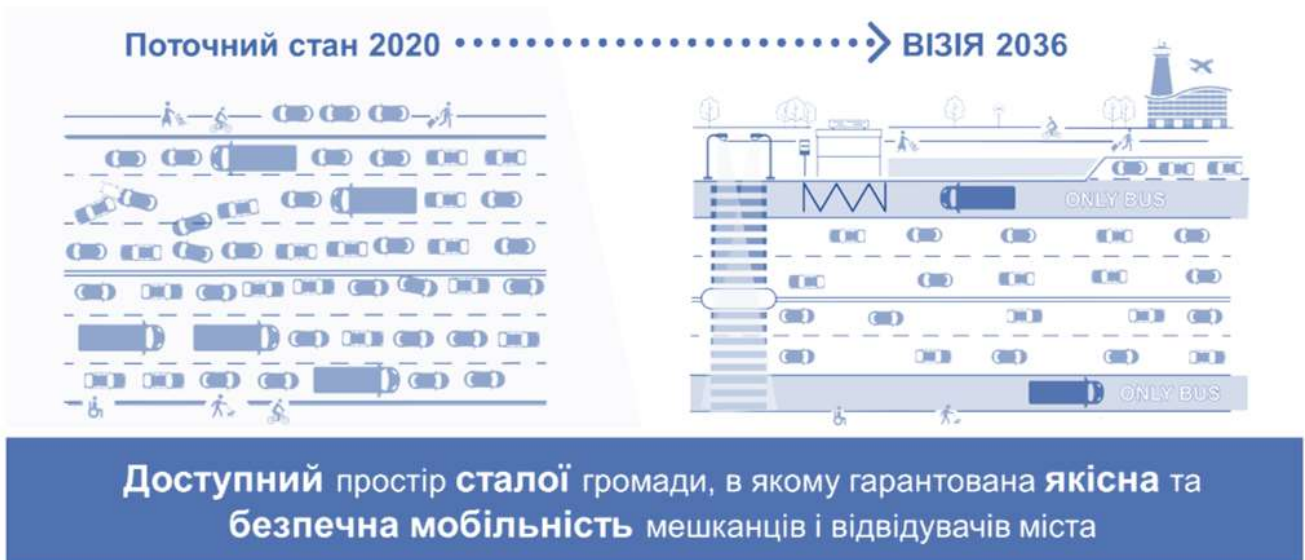 Поточний стан 2020
ВІЗІЯ 2036
ONLY BUS
ONLY BUS
Доступний простір сталої громади, в якому гарантована якісна та
безпечна мобільність мешканців і відвідувачів міста